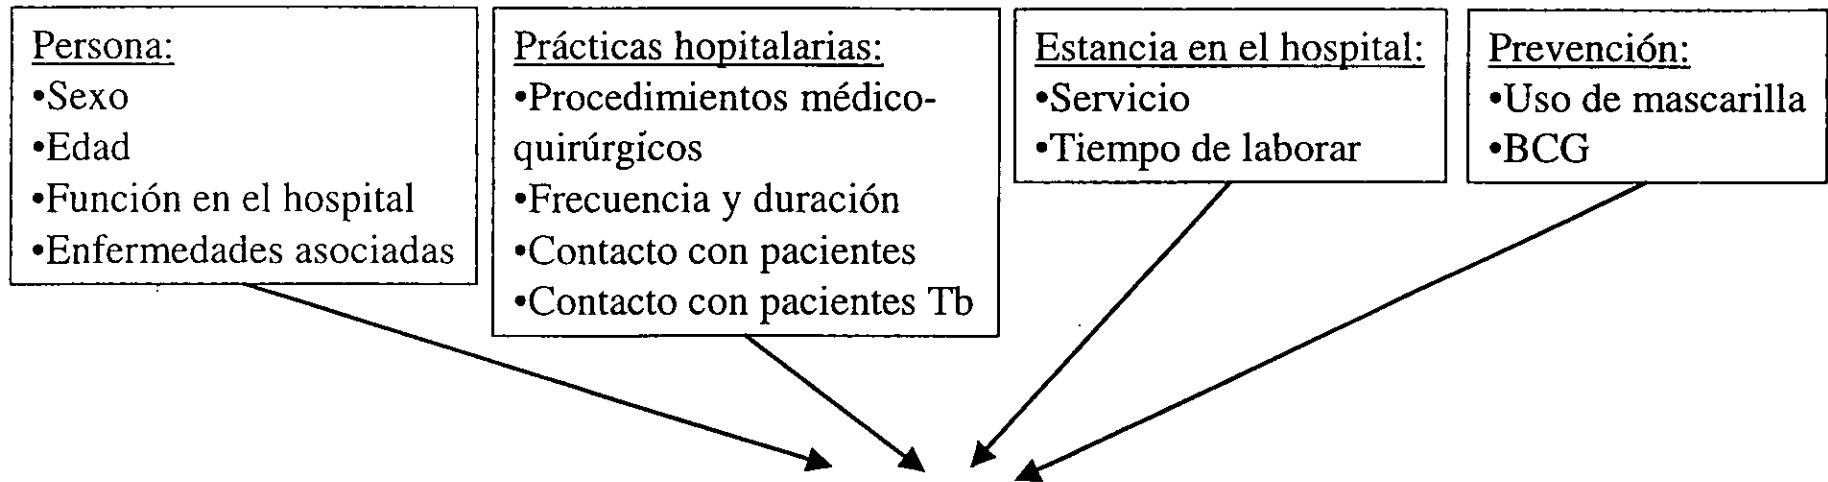 Persona:
•Sexo
•Edad
•Función en el hospital
•Enfermedades asociadas
Prácticas hopitalarias:
•Procedimientos médico-
quirúrgicos
•Frecuencia y duración
•Contacto con pacientes
•Contacto con pacientes Tb
Estancia en el hospital:
•Servicio
•Tiempo de laborar
Prevención:
•Uso de mascarilla
•BCG